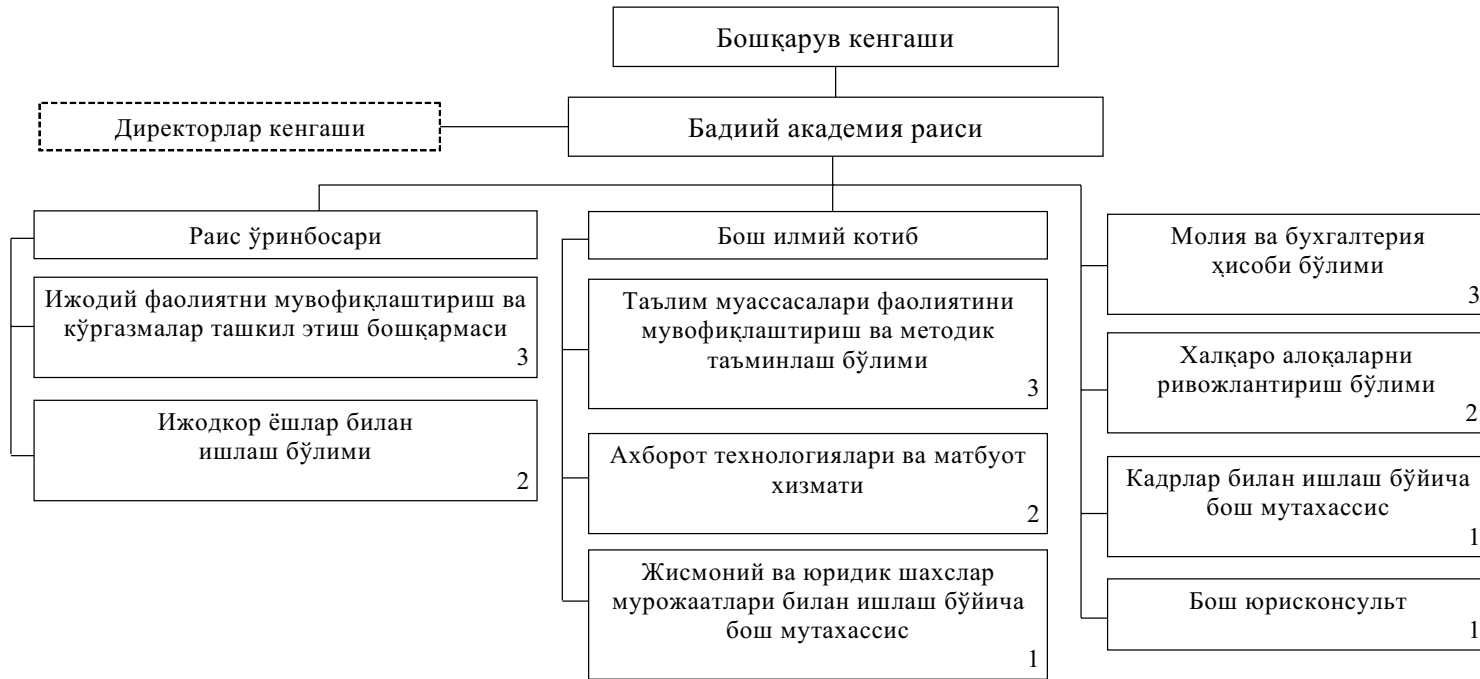 Бошқарув кенгаши
Директорлар кенгаши
Бадиий академия раиси
Раис ўринбосари
Ижодий фаолиятни мувофиқлаштириш ва
кўргазмалар ташкил этиш бошқармаси
3
Ижодкор ёшлар билан
ишлаш бўлими
2
Бош илмий котиб
Таълим муассасалари фаолиятини
мувофиқлаштириш ва методик
таъминлаш бўлими
3
Ахборот технологиялари ва матбуот
хизмати
2
Жисмоний ва юридик шахслар
мурожаатлари билан ишлаш бўйича
бош мутахассис
1
Молия ва бухгалтерия
ҳисоби бўлими
3
Халқаро алоқаларни
ривожлантириш бўлими
2
Кадрлар билан ишлаш бўйича
бош мутахассис
1
Бош юрисконсульт
1